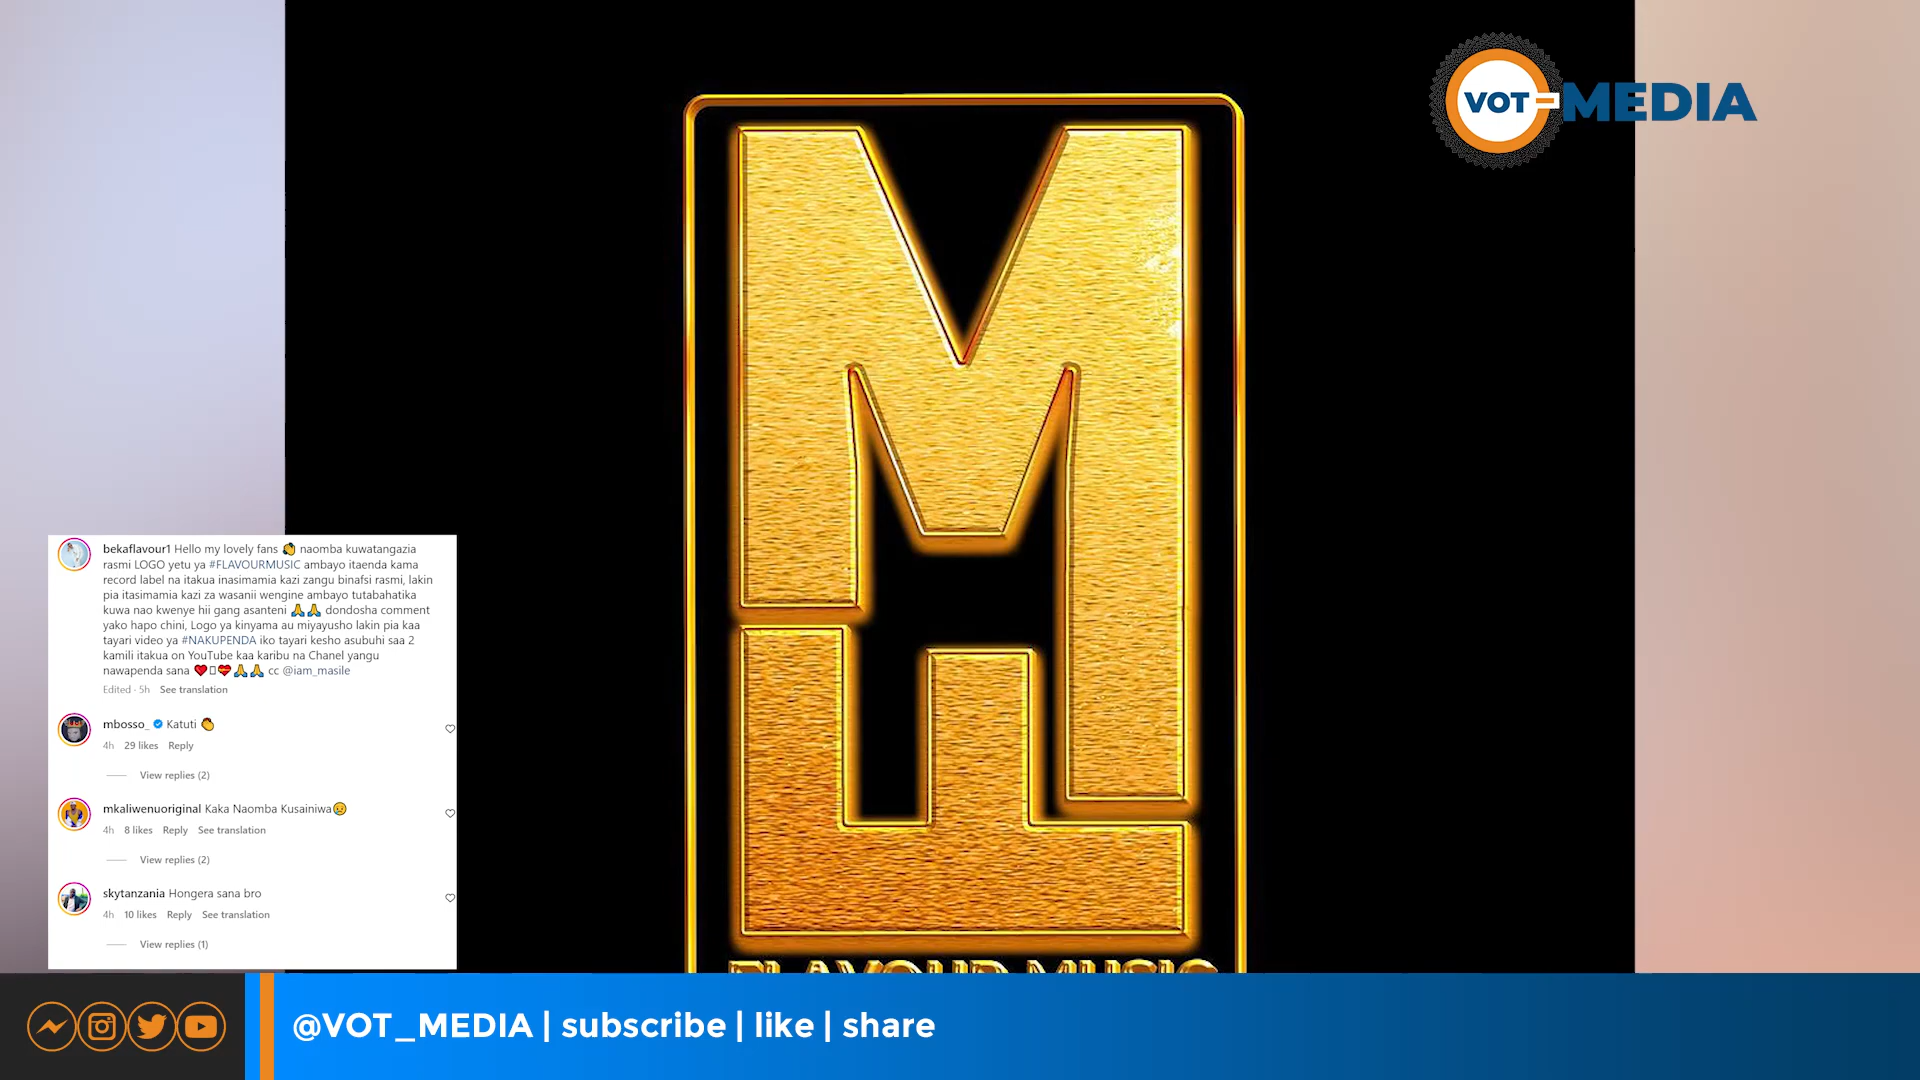 VOT MEDIA
bekaflavour1 Hello my lovely fans 👏 naomba kuwatangazia
rasmi LOGO yetu ya #FLAVOURMUSIC ambayo itaenda kama
record label na itakua inasimamia kazi zangu binafsi rasmi, lakin
pia itasimamia kazi za wasanii wengine ambayo tutabahatika
kuwa nao kwenye hii gang asanteni 🙏🙏 dondosha comment
yako hapo chini, Logo ya kinyama au miyayusho lakin pia kaa
tayari video ya #NAKUPENDA iko tayari kesho asubuhi saa 2
kamili itakua on YouTube kaa karibu na Chanel yangu
nawapenda sana ❤️▯❤️🙏🙏 cc @iam_masile
Edited · 5h See translation
mbosso_ Katuti 👏
4h 29 likes Reply
View replies (2)
mkaliwenuoriginal Kaka Naomba Kusainiwa😥
4h 8 likes Reply See translation
View replies (2)
skytanzania Hongera sana bro
4h 10 likes Reply See translation
View replies (1)
FLAVOUR MUSIC
@VOT_MEDIA | subscribe | like | share